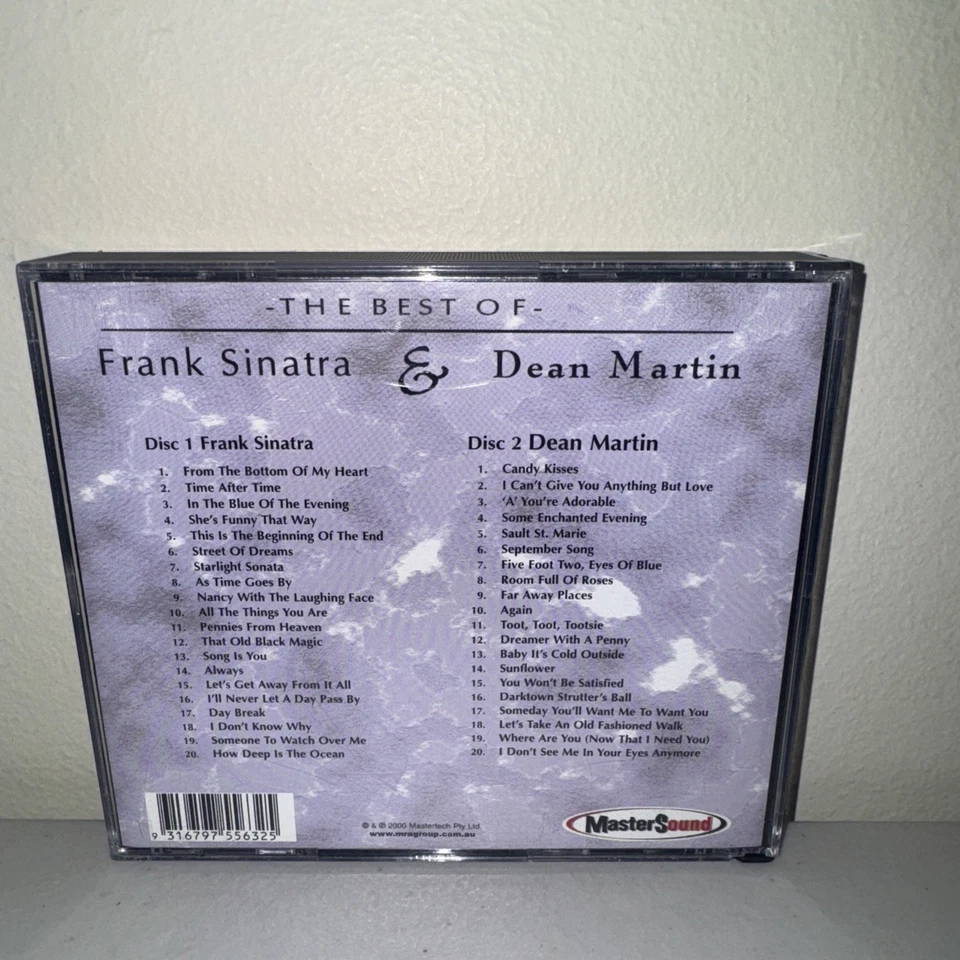 -THE BEST OF-
Frank Sinatra & Dean Martin
Disc 1 Frank Sinatra
1. From The Bottom Of My Heart
2. Time After Time
3. In The Blue Of The Evening
4. She's Funny That Way
5. This Is The Beginning Of The End
6. Street Of Dreams
7. Starlight Sonata
8. As Time Goes By
9. Nancy With The Laughing Face
10. All The Things You Are
11. Pennies From Heaven
12. That Old Black Magic
13. Song Is You
14. Always
15. Let's Get Away From It All
16. I'll Never Let A Day Pass By
17. Day Break
18. I Don't Know Why
19. Someone To Watch Over Me
20. How Deep Is The Ocean
Disc 2 Dean Martin
1. Candy Kisses
2. I Can't Give You Anything But Love
3. 'A' You're Adorable
4. Some Enchanted Evening
5. Sault St. Marie
6. September Song
7. Five Foot Two, Eyes Of Blue
8. Room Full Of Roses
9. Far Away Places
10. Again
11. Toot, Toot, Tootsie
12. Dreamer With A Penny
13. Baby It's Cold Outside
14. Sunflower
15. You Won't Be Satisfied
16. Darktown Strutter's Ball
17. Someday You'll Want Me To Want You
18. Let's Take An Old Fashioned Walk
19. Where Are You (Now That I Need You)
20. I Don't See Me In Your Eyes Anymore
9 316797 556325
© & ℗ 2000 Mastertech Pty Ltd
www.mragroup.com.au
MasterSound